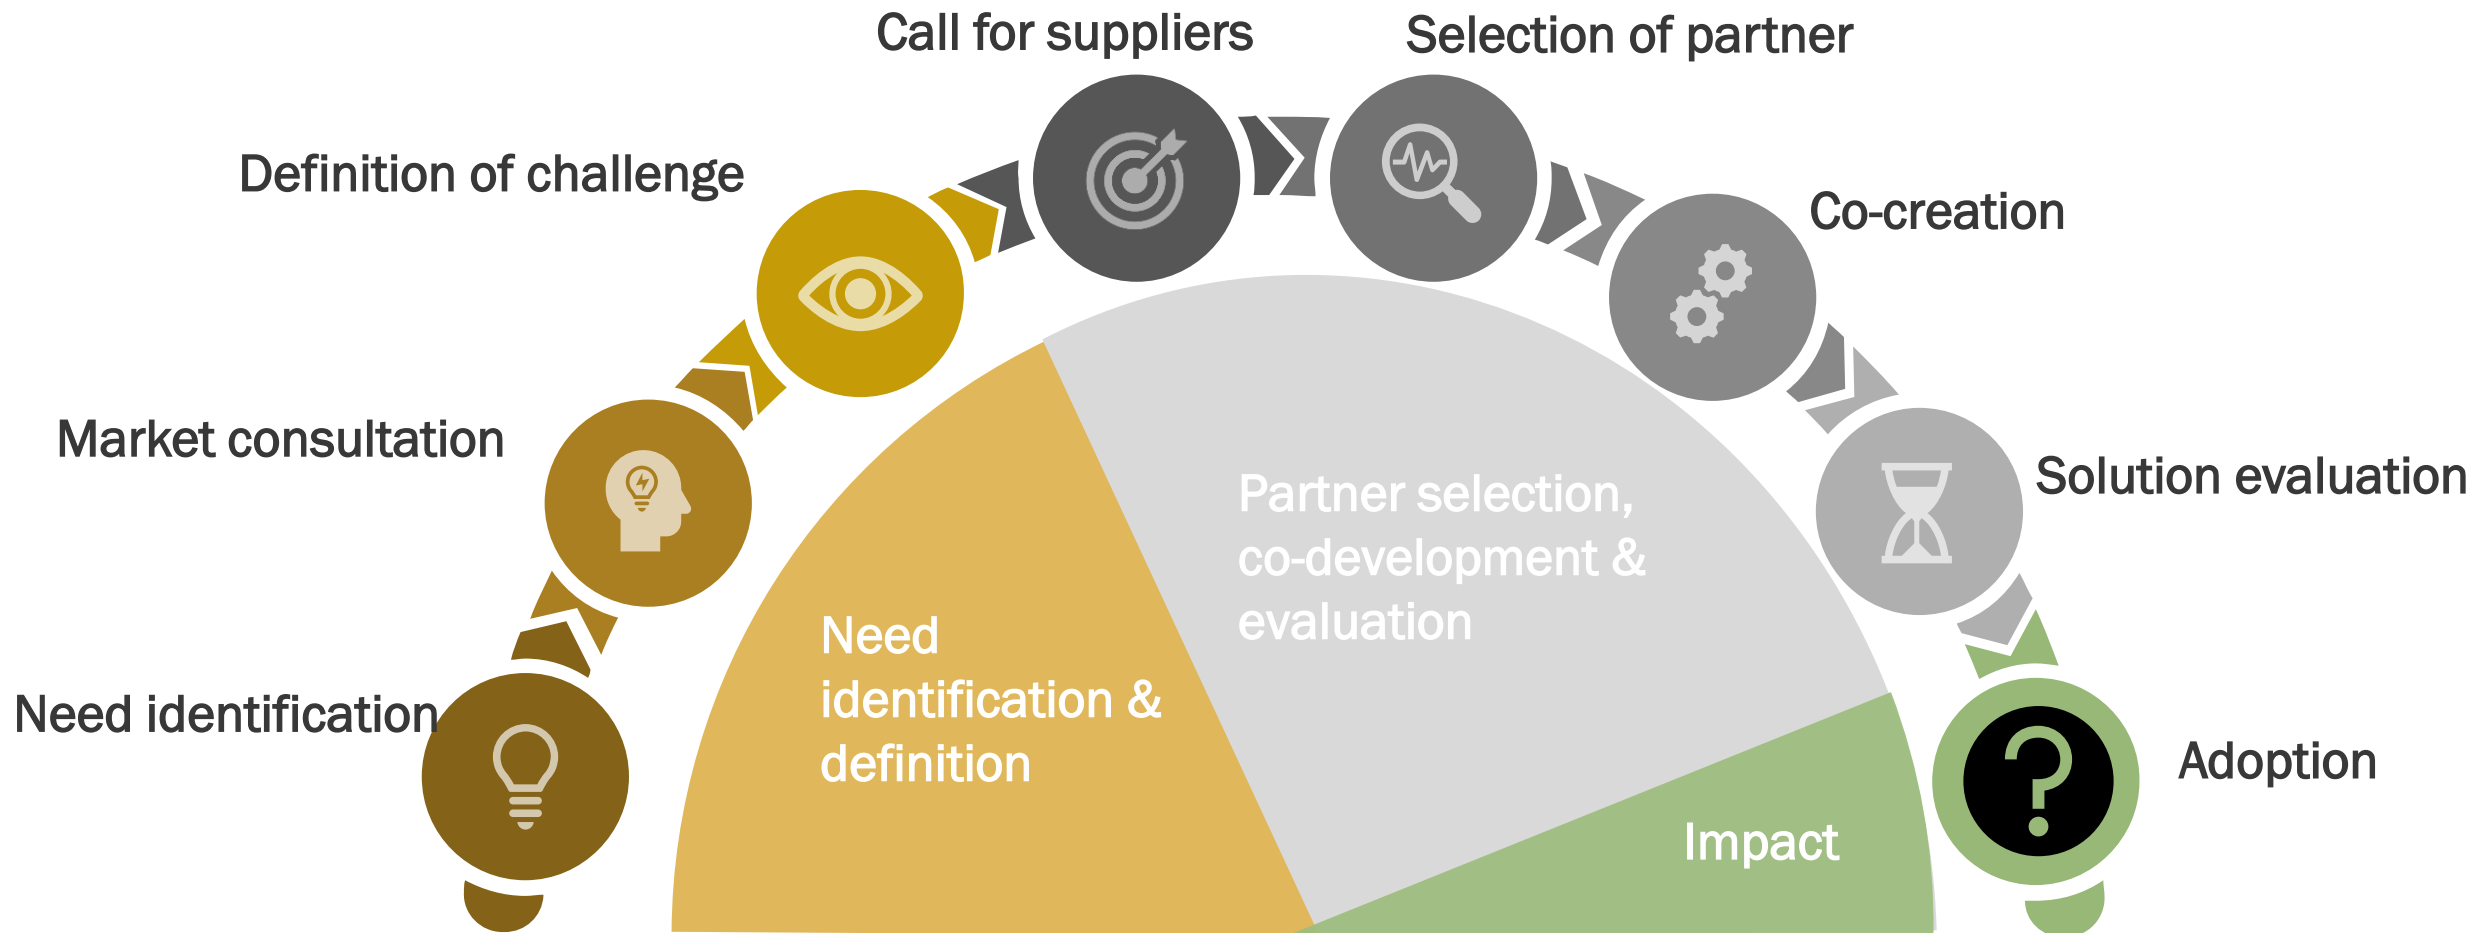 Call for suppliers
Selection of partner
Definition of challenge
Co-creation
Market consultation
Solution evaluation
Need identification
Adoption
Need
identification &
definition
Partner selection,
co-development &
evaluation
Impact
?